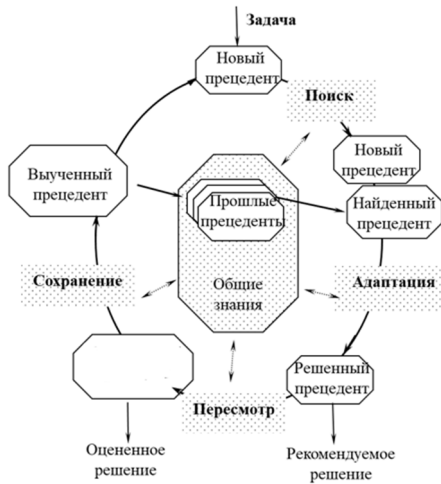 Задача
Новый
прецедент
Поиск
Новый
прецедент
Выученный
прецедент
Прошлые
прецеденты
Найденный
прецедент
Сохранение
Общие
знания
Адаптация
Решенный
прецедент
Пересмотр
Оцененное
решение
Рекомендуемое
решение